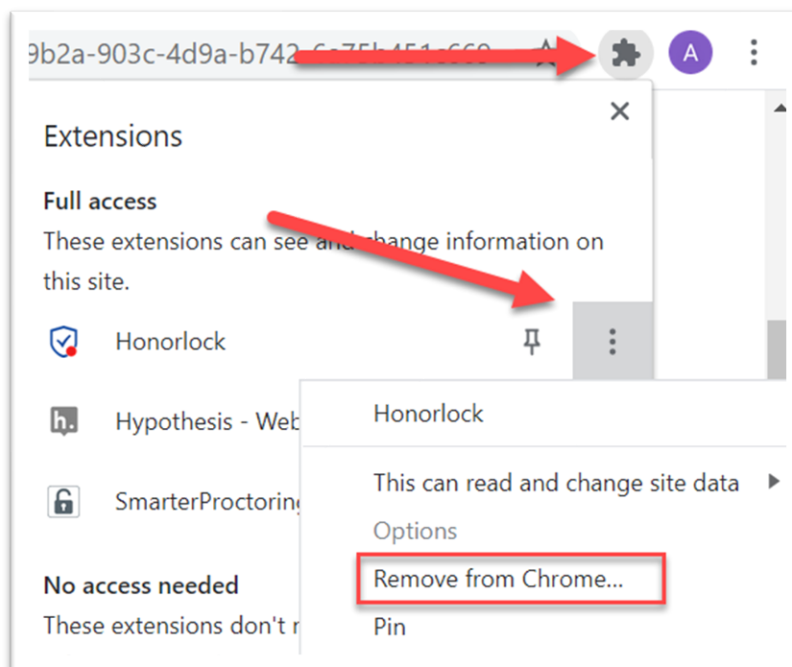 9b2a-903c-4d9a-b742-6a75b451c669
A
Extensions
Full access
These extensions can see and change information on
this site.
Honorlock
Hypothesis - Web
SmarterProctoring
No access needed
These extensions don't
Honorlock
This can read and change site data
Options
Remove from Chrome...
Pin